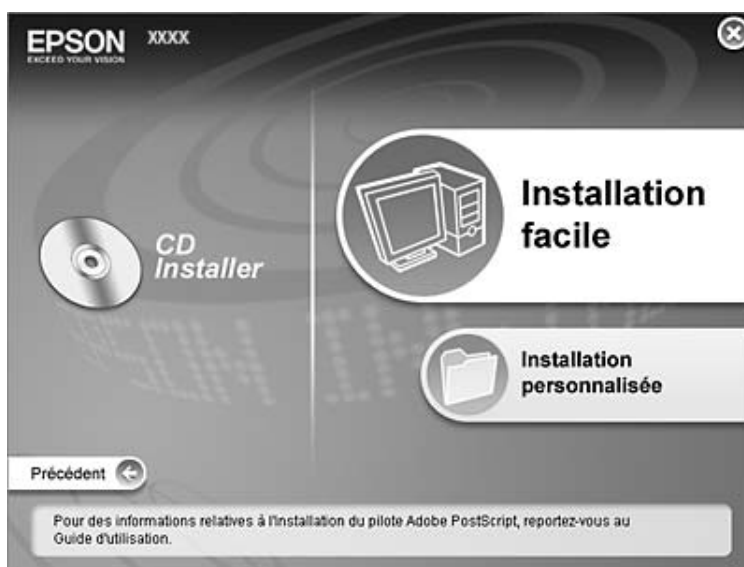 EPSON XXXX
EXCEED YOUR VISION
CD
Installer
Installation
facile
Installation
personnalisée
Précédent
Pour des informations relatives à l'installation du pilote Adobe PostScript, reportez-vous au
Guide d'utilisation.